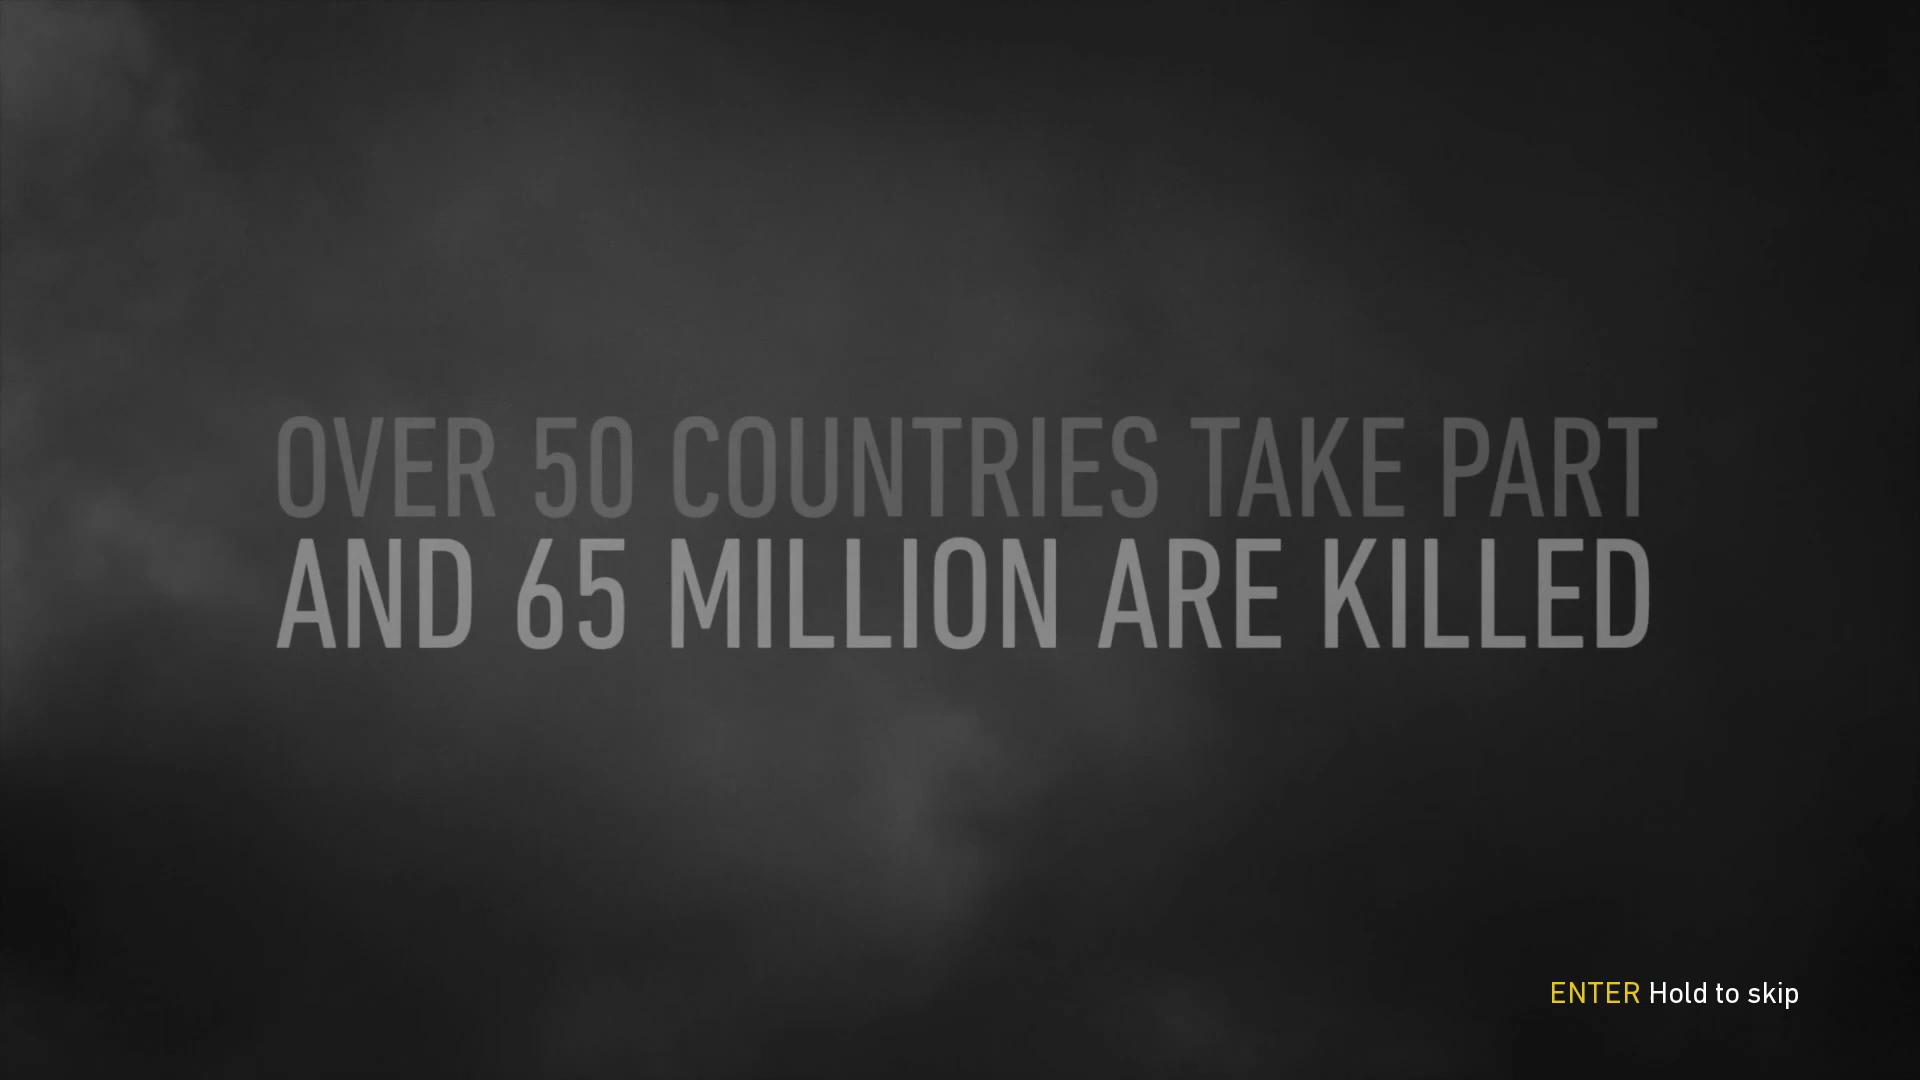 OVER 50 COUNTRIES TAKE PART
AND 65 MILLION ARE KILLED
ENTER Hold to skip